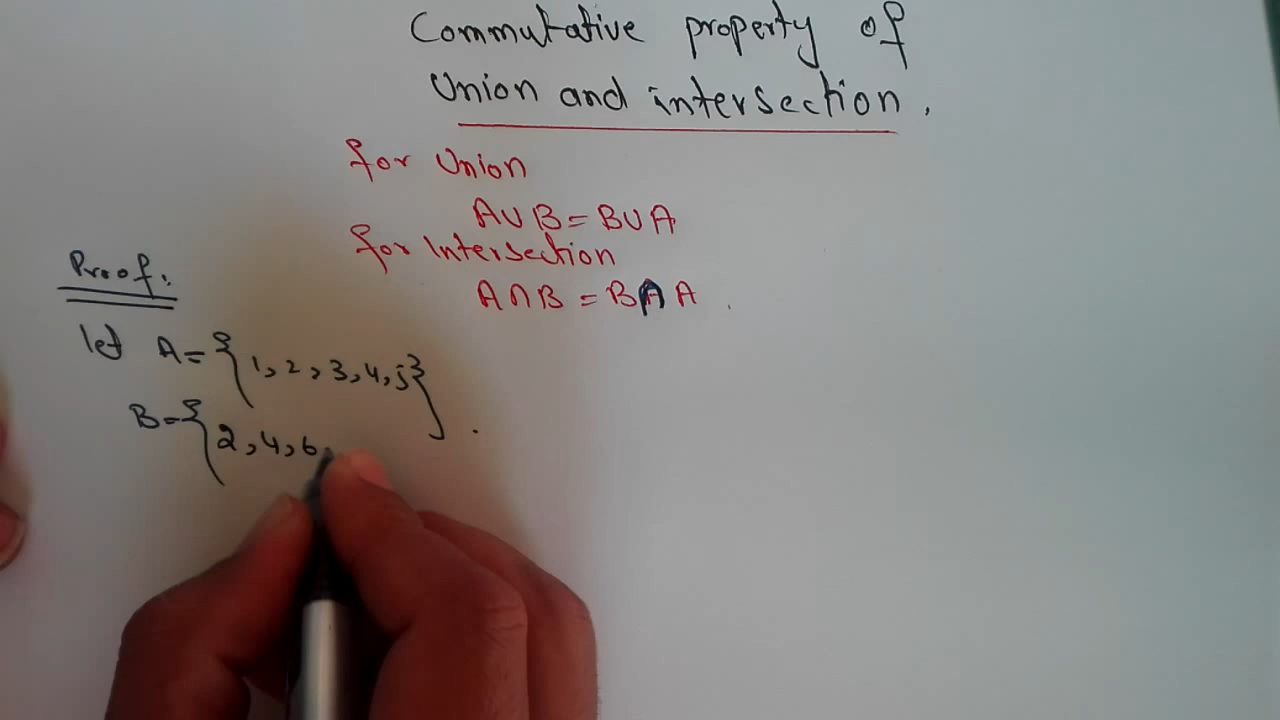 Commutative property of
Union and intersection.
for Union
A∪B=B∪A
for Intersection
A∩B=B∩A.
Proof:
let A={1,2,3,4,5}.
B={2,4,6,